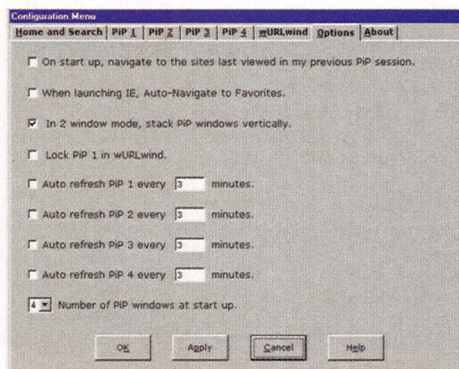 Configuration Menu
Home and Search PiP 1 PiP 2 PiP 3 PiP 4 wURLwind Options About
On start up, navigate to the sites last viewed in my previous PiP session.
When launching IE, Auto-Navigate to Favorites.
In 2 window mode, stack PiP windows vertically.
Lock PiP 1 in wURLwind.
Auto refresh PiP 1 every 3 minutes.
Auto refresh PiP 2 every 3 minutes.
Auto refresh PiP 3 every 3 minutes.
Auto refresh PiP 4 every 3 minutes.
4 Number of PiP windows at start up.
OK Apply Cancel Help